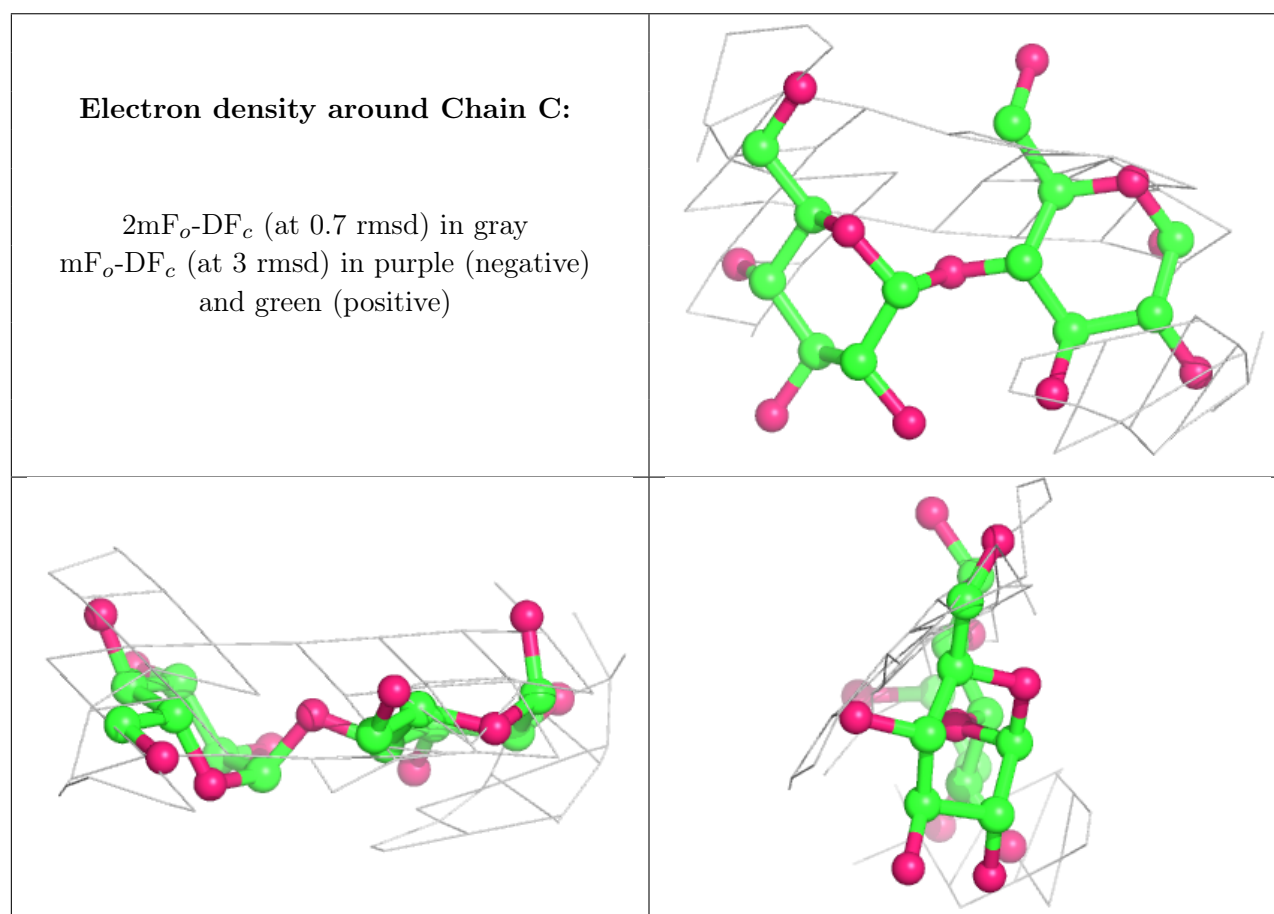 Electron density around Chain C:
2mFo-DFc (at 0.7 rmsd) in gray
mFo-DFc (at 3 rmsd) in purple (negative)
and green (positive)